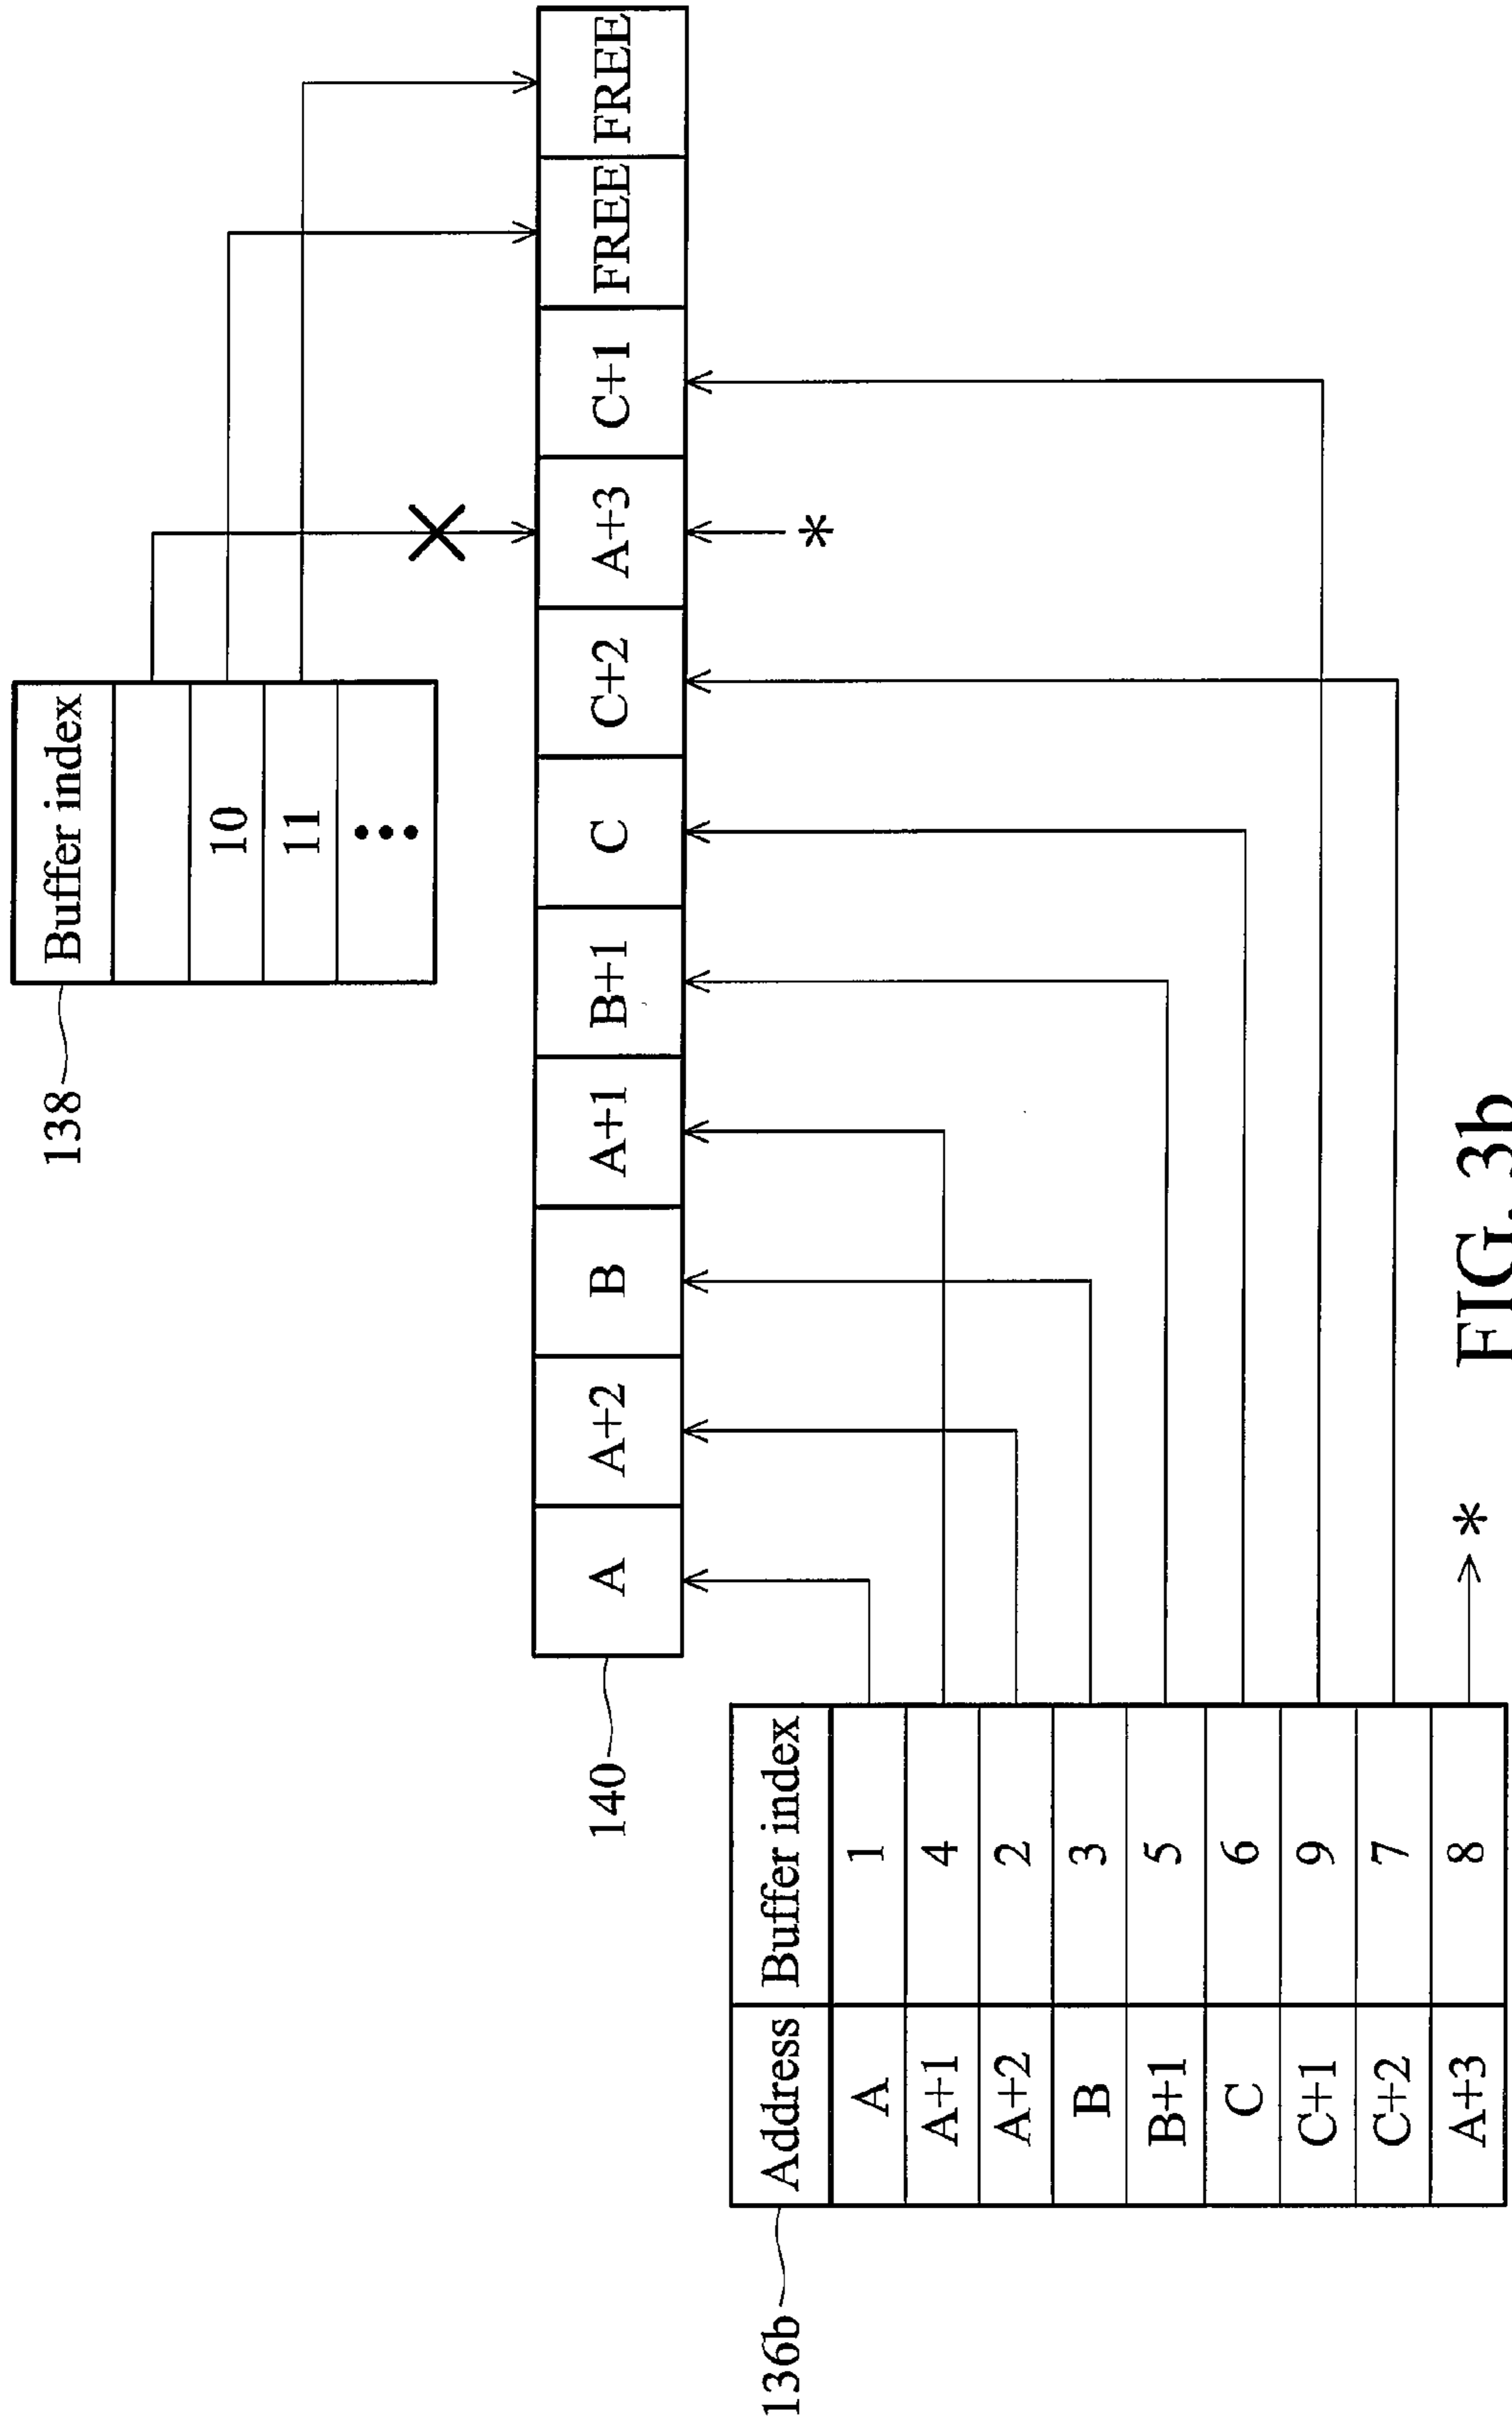 138
Buffer index
10
11
⋮
140
A A+2 B A+1 B+1 C C+2 A+3 C+1 FREE FREE
*
136b
Address Buffer index
A 1
A+1 4
A+2 2
B 3
B+1 5
C 6
C+1 9
C+2 7
A+3 8
*
FIG. 3b